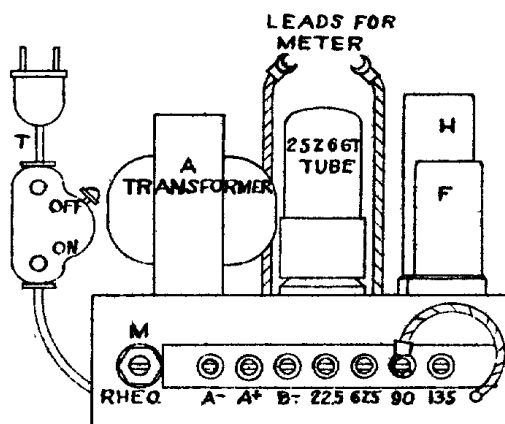 LEADS FOR
METER
T
OFF
ON
A
TRANSFORMER
25Z6GT
TUBE
H
F
M
RHEO.
A- A+ B- 22.5 67.5 90 135